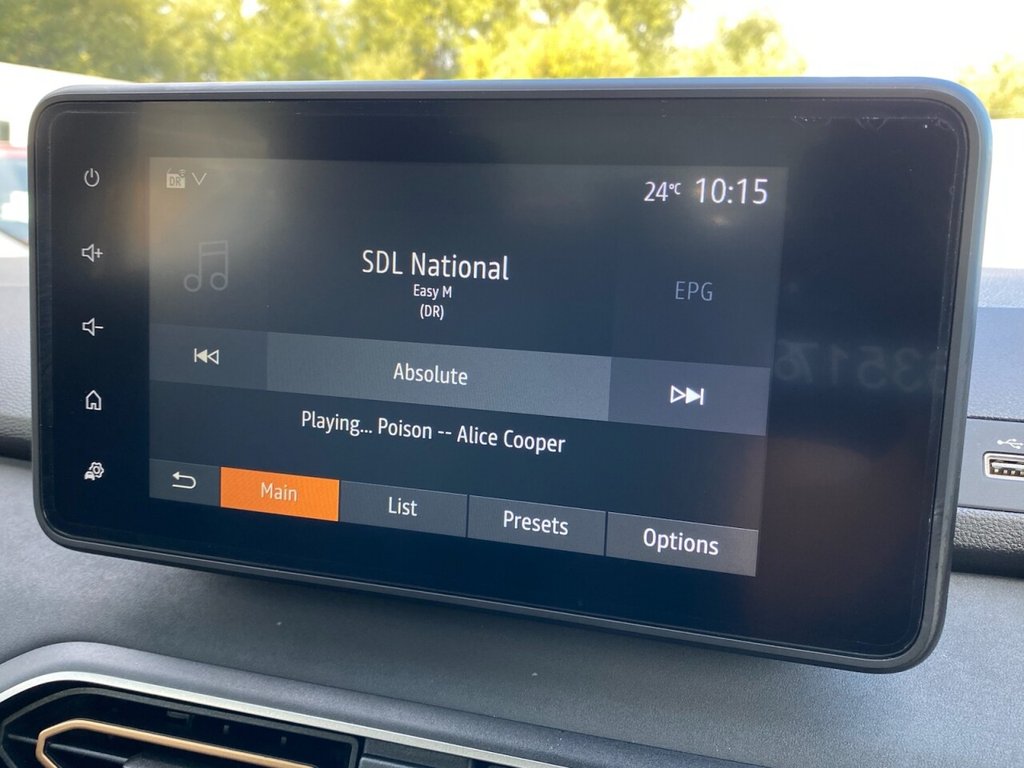 DR
24°C 10:15
SDL National
Easy M
(DR)
EPG
Absolute
Playing... Poison -- Alice Cooper
Main
List
Presets
Options